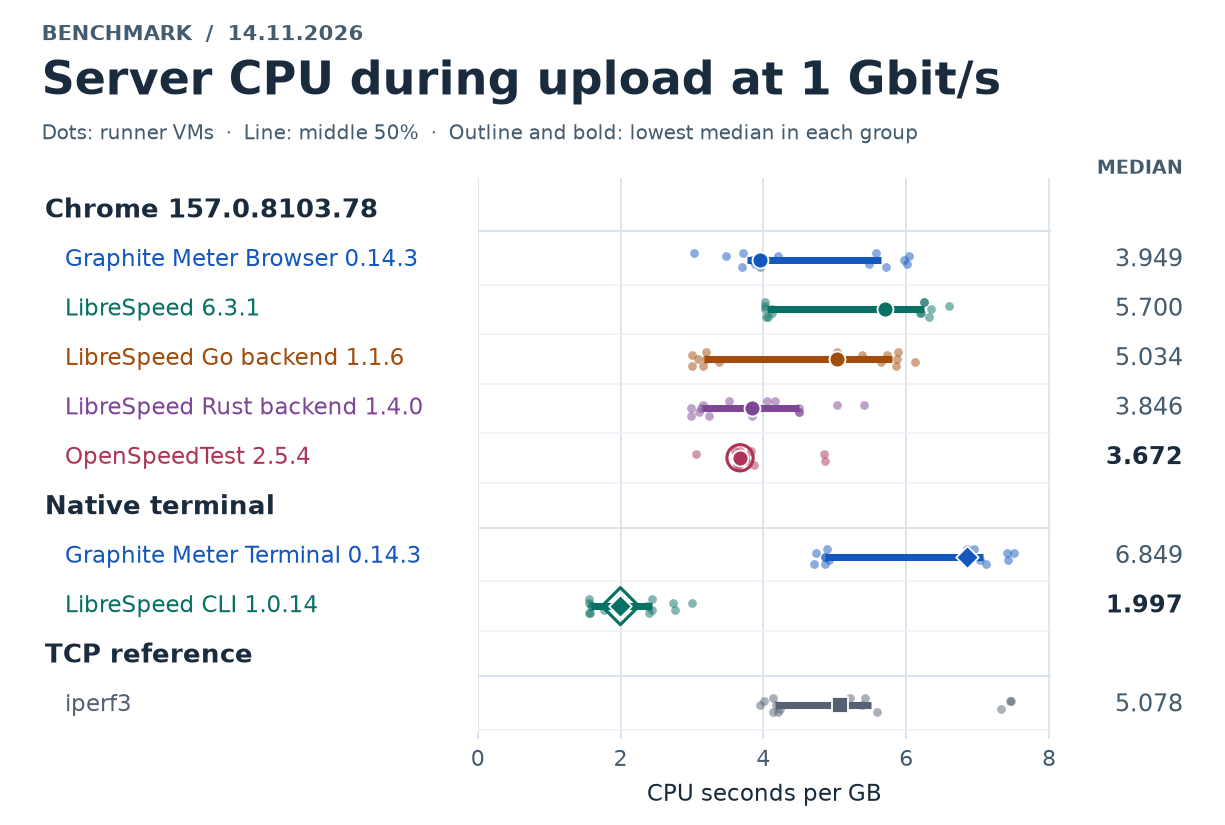 BENCHMARK / 14.11.2026
Server CPU during upload at 1 Gbit/s
Dots: runner VMs · Line: middle 50% · Outline and bold: lowest median in each group
MEDIAN
Chrome 157.0.8103.78
Graphite Meter Browser 0.14.3 3.949
LibreSpeed 6.3.1 5.700
LibreSpeed Go backend 1.1.6 5.034
LibreSpeed Rust backend 1.4.0 3.846
OpenSpeedTest 2.5.4 3.672
Native terminal
Graphite Meter Terminal 0.14.3 6.849
LibreSpeed CLI 1.0.14 1.997
TCP reference
iperf3 5.078
0 2 4 6 8
CPU seconds per GB